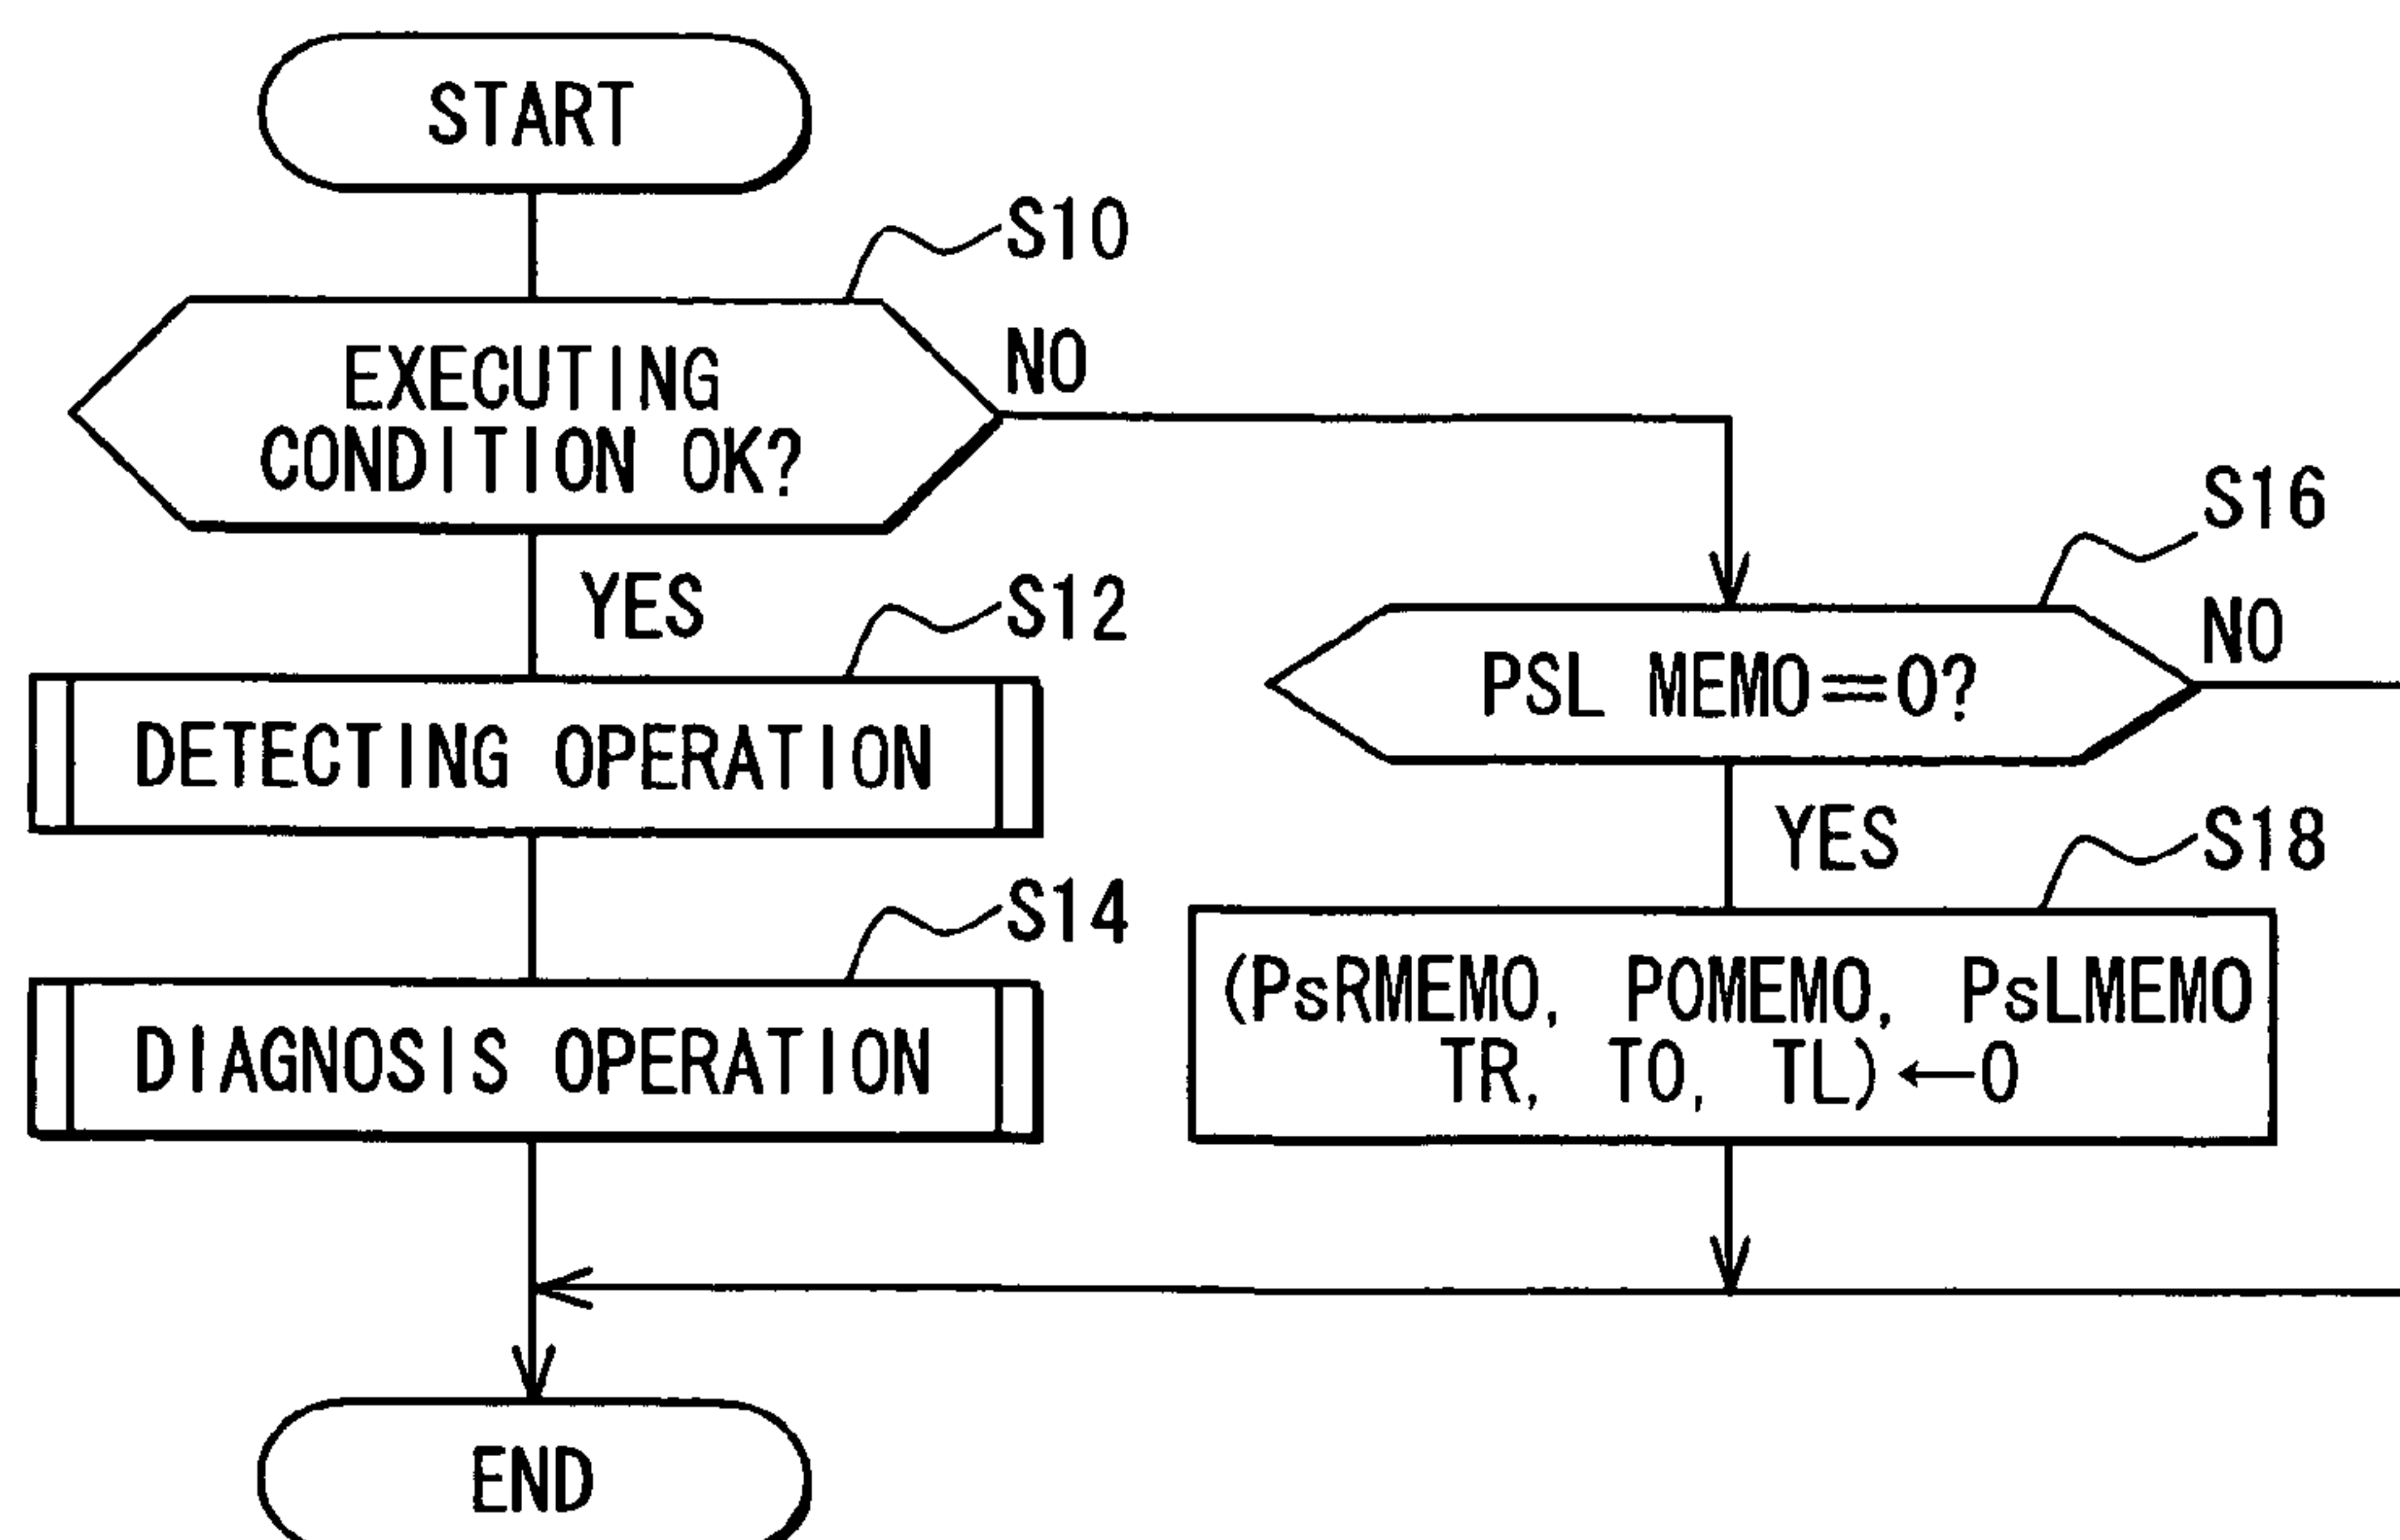 START
S10
EXECUTING
CONDITION OK?
NO
YES
S12
DETECTING OPERATION
S14
DIAGNOSIS OPERATION
S16
PSL MEMO==0?
NO
YES
S18
(PsRMEMO, POMEMO, PsLMEMO
TR, TO, TL)←0
END